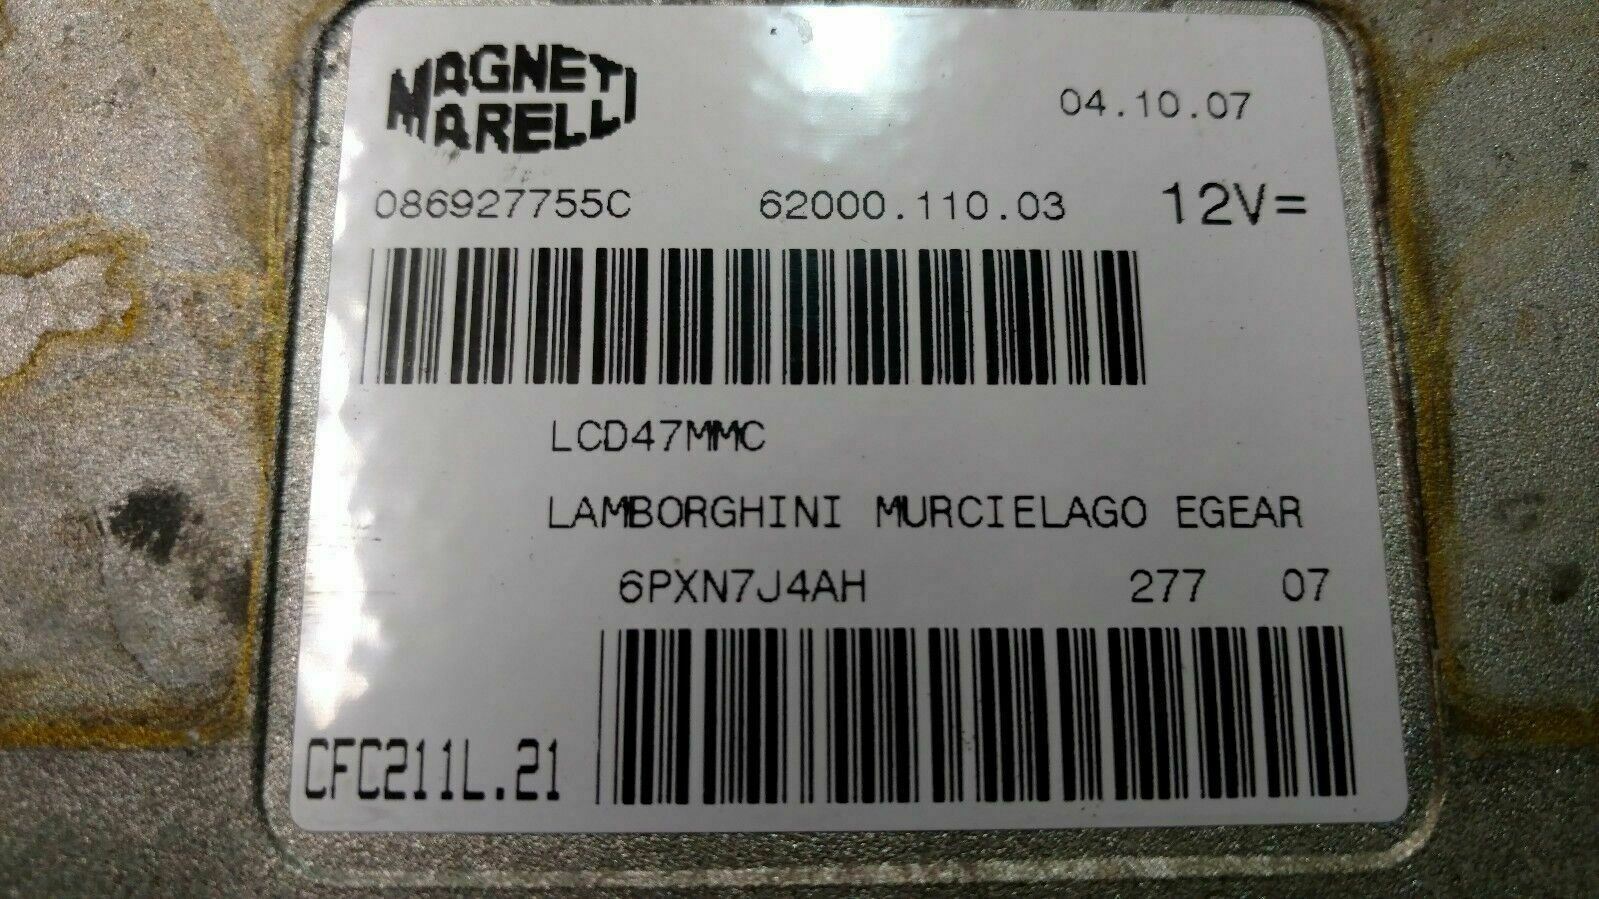 MAGNETI
MARELLI
04.10.07
086927755C 62000.110.03 12V=
LCD47MMC
LAMBORGHINI MURCIELAGO EGEAR
6PXN7J4AH 277 07
CFC211L.21